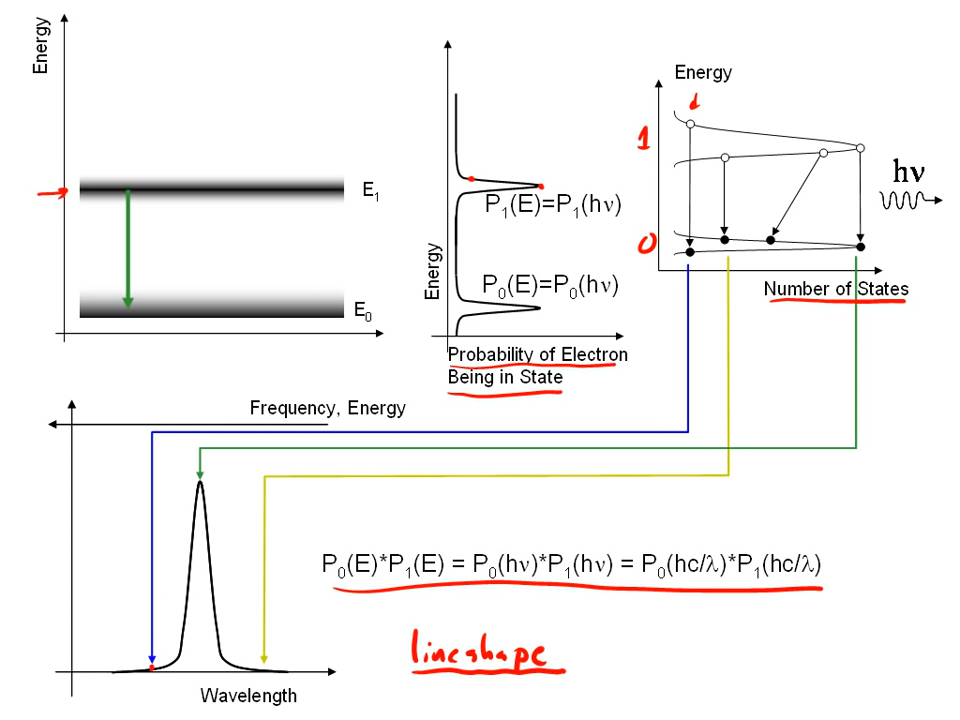 Energy
E₁
E₀
Energy
P₁(E)=P₁(hν)
P₀(E)=P₀(hν)
Probability of Electron
Being in State
Energy
1
0
hν
Number of States
Frequency, Energy
Wavelength
P₀(E)*P₁(E) = P₀(hν)*P₁(hν) = P₀(hc/λ)*P₁(hc/λ)
lineshape